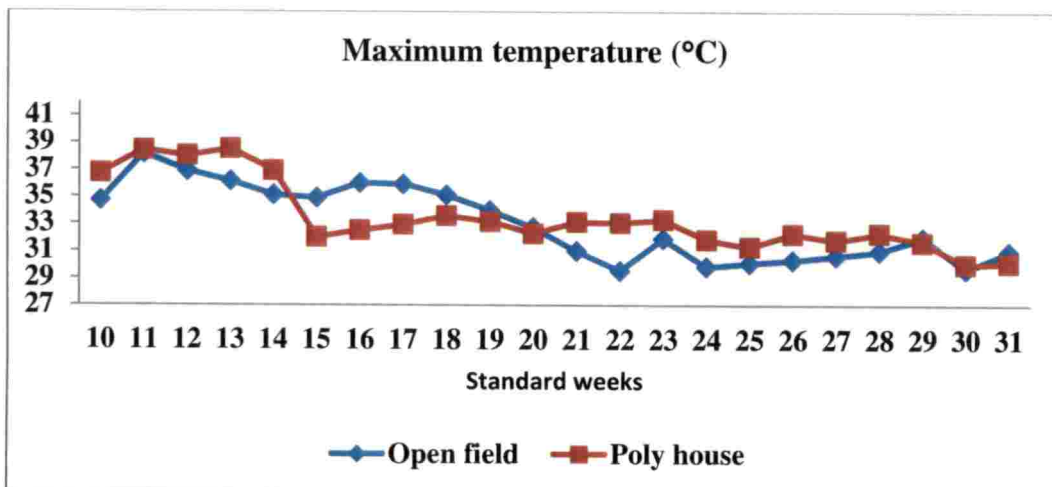 Maximum temperature (°C)
41
39
37
35
33
31
29
27
10 11 12 13 14 15 16 17 18 19 20 21 22 23 24 25 26 27 28 29 30 31
Standard weeks
Open field Poly house